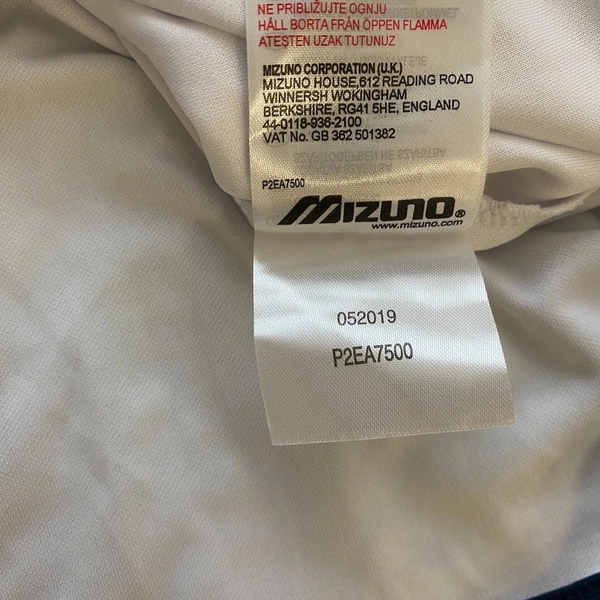 NE PRIBLIŽUJTE OGNJU
HÅLL BORTA FRÅN ÖPPEN FLAMMA
ATEŞTEN UZAK TUTUNUZ
MIZUNO CORPORATION (U.K.)
MIZUNO HOUSE,612 READING ROAD
WINNERSH WOKINGHAM
BERKSHIRE, RG41 5HE, ENGLAND
44-0118-936-2100
VAT No. GB 362 501382
P2EA7500
MIZUNO®
www.mizuno.com
052019
P2EA7500